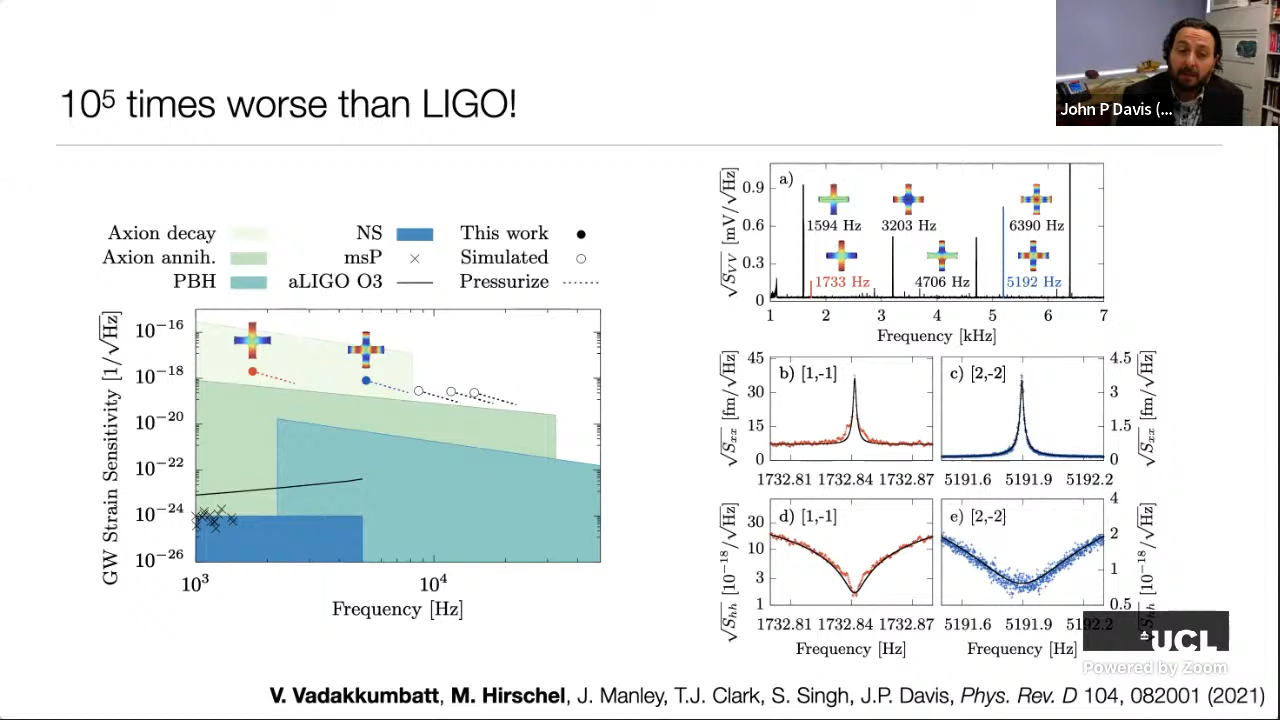 10⁵ times worse than LIGO!
John P Davis (...
Axion decay
Axion annih.
PBH
NS
msP
aLIGO O3
This work
Simulated
Pressurize
GW Strain Sensitivity [1/√Hz]
10⁻¹⁶
10⁻¹⁸
10⁻²⁰
10⁻²²
10⁻²⁴
10⁻²⁶
10³ 10⁴
Frequency [Hz]
a)
√S_VV [mV/√Hz]
0.9
0.6
0.3
0
1594 Hz 3203 Hz 6390 Hz
1733 Hz 4706 Hz 5192 Hz
1 2 3 4 5 6 7
Frequency [kHz]
b) [1,-1]
√S_xx [fm/√Hz]
45
30
15
0
1732.81 1732.84 1732.87
c) [2,-2]
4.5
3
1.5
0
√S_xx [fm/√Hz]
5191.6 5191.9 5192.2
d) [1,-1]
√S_hh [10⁻¹⁸/√Hz]
30
10
3
1
1732.81 1732.84 1732.87
Frequency [Hz]
e) [2,-2]
4
2
1
0.5
√S_hh [10⁻¹⁸/√Hz]
5191.6 5191.9 5192.2
Frequency [Hz]
UCL
Powered by Zoom
V. Vadakkumbatt, M. Hirschel, J. Manley, T.J. Clark, S. Singh, J.P. Davis, Phys. Rev. D 104, 082001 (2021)